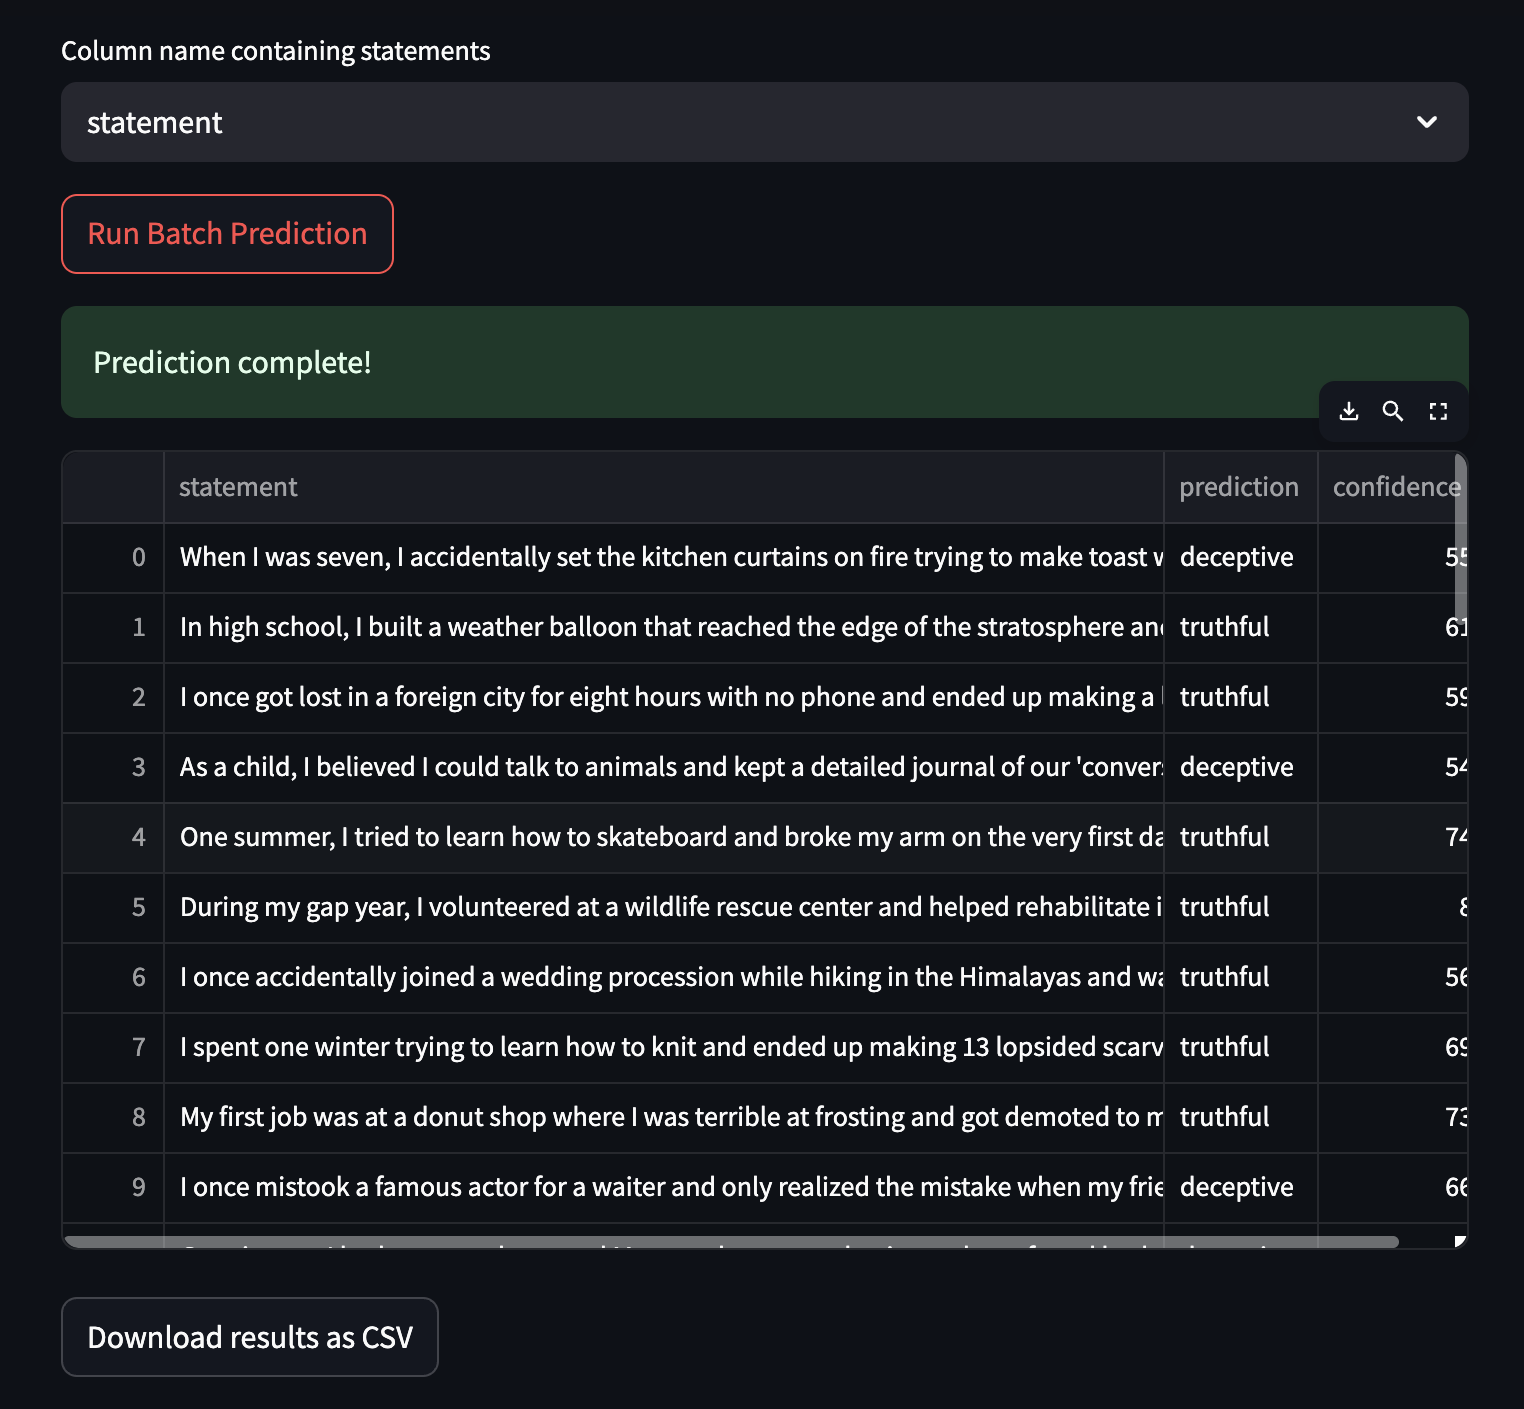 Column name containing statements
statement
Run Batch Prediction
Prediction complete!
statement prediction confidence
0 When I was seven, I accidentally set the kitchen curtains on fire trying to make toast deceptive 55
1 In high school, I built a weather balloon that reached the edge of the stratosphere truthful 61
2 I once got lost in a foreign city for eight hours with no phone and ended up making a truthful 59
3 As a child, I believed I could talk to animals and kept a detailed journal of our deceptive 54
4 One summer, I tried to learn how to skateboard and broke my arm on the very first truthful 74
5 During my gap year, I volunteered at a wildlife rescue center and helped rehabilitate truthful
6 I once accidentally joined a wedding procession while hiking in the Himalayas and truthful 56
7 I spent one winter trying to learn how to knit and ended up making 13 lopsided truthful 69
8 My first job was at a donut shop where I was terrible at frosting and got demoted to truthful 73
9 I once mistook a famous actor for a waiter and only realized the mistake when my deceptive 66
Download results as CSV